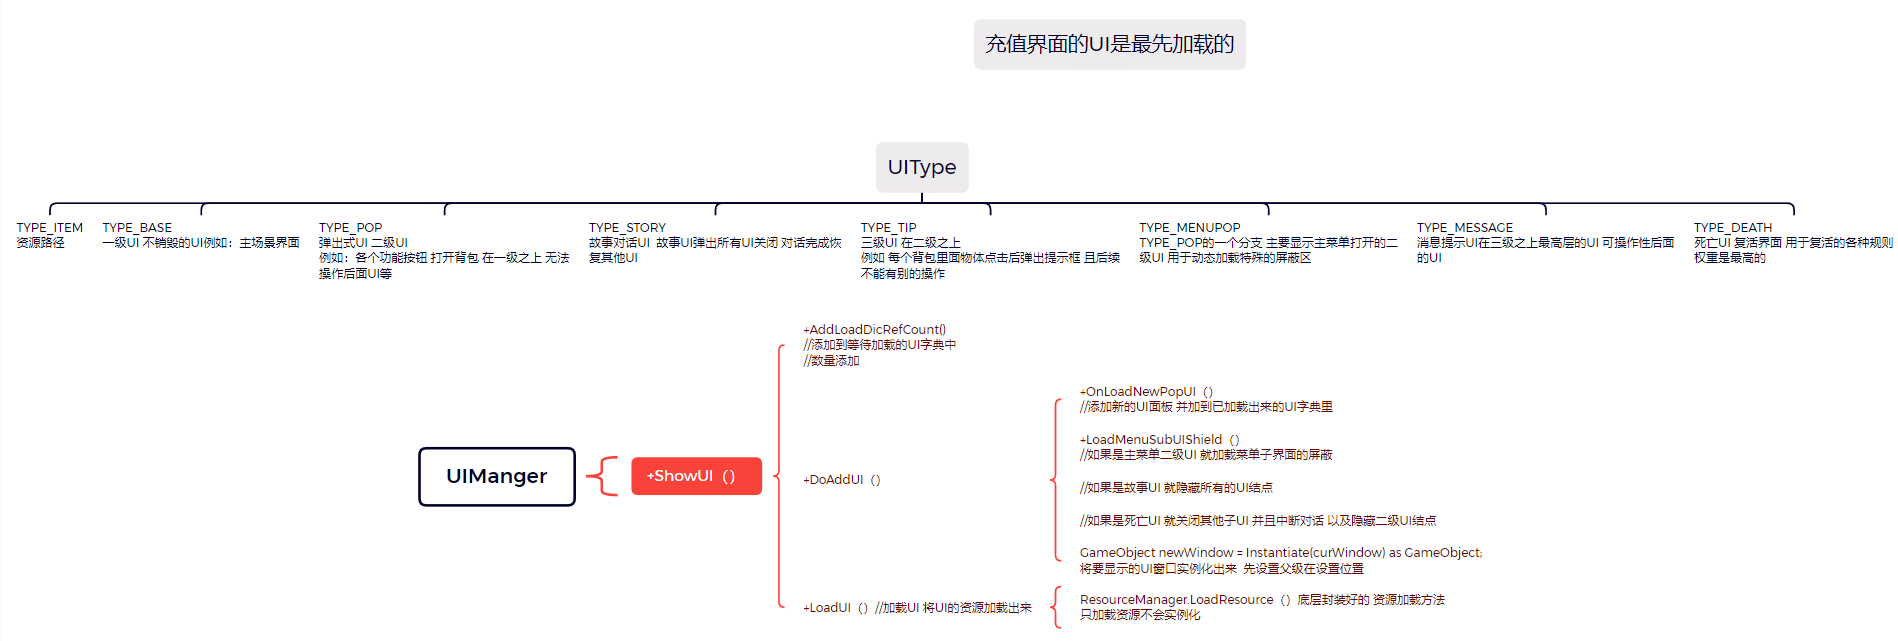 充值界面的UI是最先加载的
UIType
TYPE_ITEM
资源路径
TYPE_BASE
一级UI 不销毁的UI例如：主场景界面
TYPE_POP
弹出式UI 二级UI
例如：各个功能按钮 打开背包 在一级之上 无法
操作后面UI等
TYPE_STORY
故事对话UI  故事UI弹出所有UI关闭 对话完成恢
复其他UI
TYPE_TIP
三级UI 在二级之上
例如 每个背包里面物体点击后弹出提示框 且后续
不能有别的操作
TYPE_MENUPOP
TYPE_POP的一个分支 主要显示主菜单打开的二
级UI 用于动态加载特殊的屏蔽区
TYPE_MESSAGE
消息提示UI在三级之上最高层的UI 可操作性后面
的UI
TYPE_DEATH
死亡UI 复活界面 用于复活的各种规则
权重是最高的
UIManger
+ShowUI（）
+AddLoadDicRefCount()
//添加到等待加载的UI字典中
//数量添加
+DoAddUI（）
+OnLoadNewPopUI（）
//添加新的UI面板 并加到已加载出来的UI字典里
+LoadMenuSubUIShield（）
//如果是主菜单二级UI 就加载菜单子界面的屏蔽
//如果是故事UI 就隐藏所有的UI结点
//如果是死亡UI 就关闭其他子UI 并且中断对话 以及隐藏二级UI结点
GameObject newWindow = Instantiate(curWindow) as GameObject;
将要显示的UI窗口实例化出来  先设置父级在设置位置
+LoadUI（）//加载UI 将UI的资源加载出来
ResourceManager.LoadResource（）底层封装好的 资源加载方法
只加载资源不会实例化